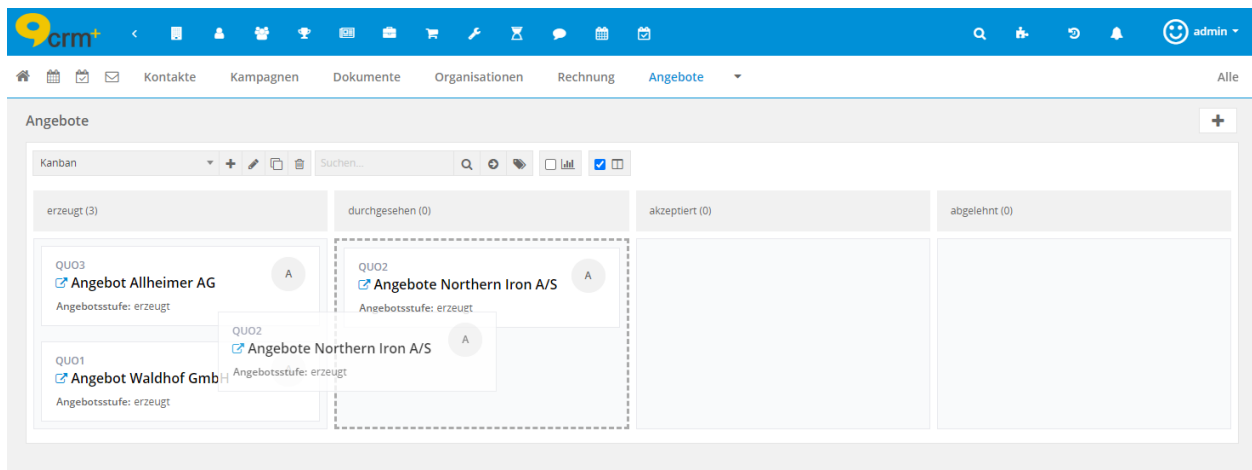 crm+
admin
Kontakte Kampagnen Dokumente Organisationen Rechnung Angebote Alle
Angebote
Kanban Suchen...
erzeugt (3) durchgesehen (0) akzeptiert (0) abgelehnt (0)
QUO3
Angebot Allheimer AG A
Angebotsstufe: erzeugt
QUO1
Angebot Waldhof GmbH
Angebotsstufe: erzeugt
QUO2
Angebote Northern Iron A/S A
Angebotsstufe: erzeugt
QUO2
Angebote Northern Iron A/S A
Angebotsstufe: erzeugt